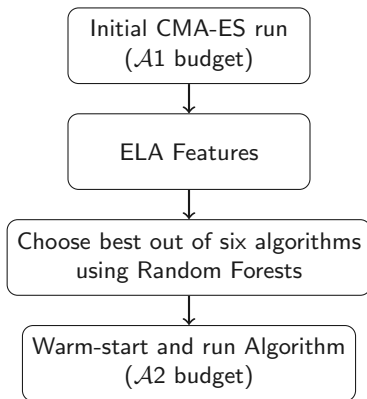 Initial CMA-ES run
(𝒜1 budget)
ELA Features
Choose best out of six algorithms
using Random Forests
Warm-start and run Algorithm
(𝒜2 budget)